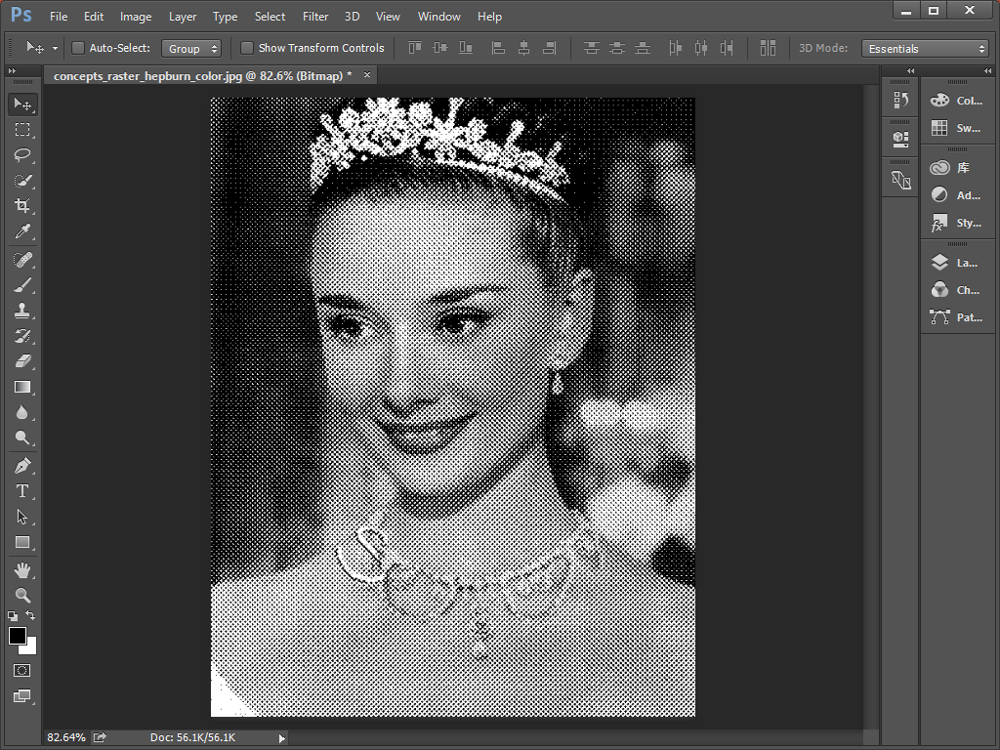 Ps File Edit Image Layer Type Select Filter 3D View Window Help
Auto-Select: Group Show Transform Controls 3D Mode: Essentials
concepts_raster_hepburn_color.jpg @ 82.6% (Bitmap) * ×
Col...
Sw...
库
Ad...
Sty...
La...
Ch...
Pat...
82.64% Doc: 56.1K/56.1K